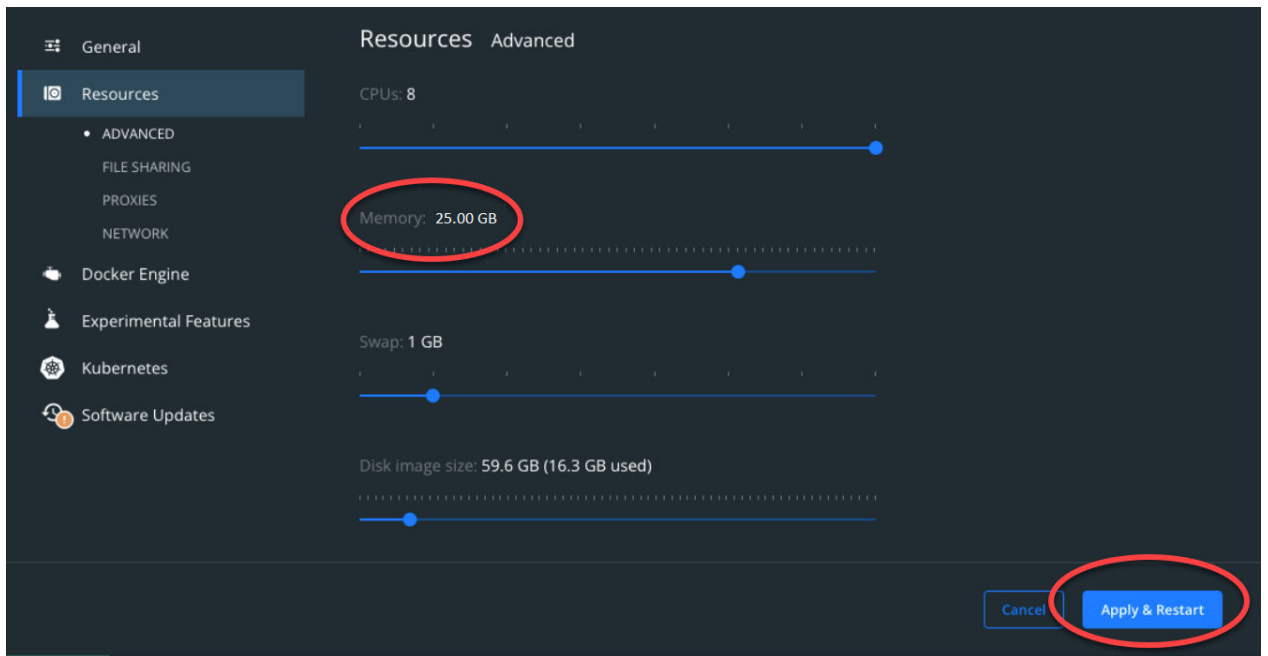 General
Resources
ADVANCED
FILE SHARING
PROXIES
NETWORK
Docker Engine
Experimental Features
Kubernetes
Software Updates
Resources Advanced
CPUs: 8
Memory: 25.00 GB
Swap: 1 GB
Disk image size: 59.6 GB (16.3 GB used)
Cancel
Apply & Restart